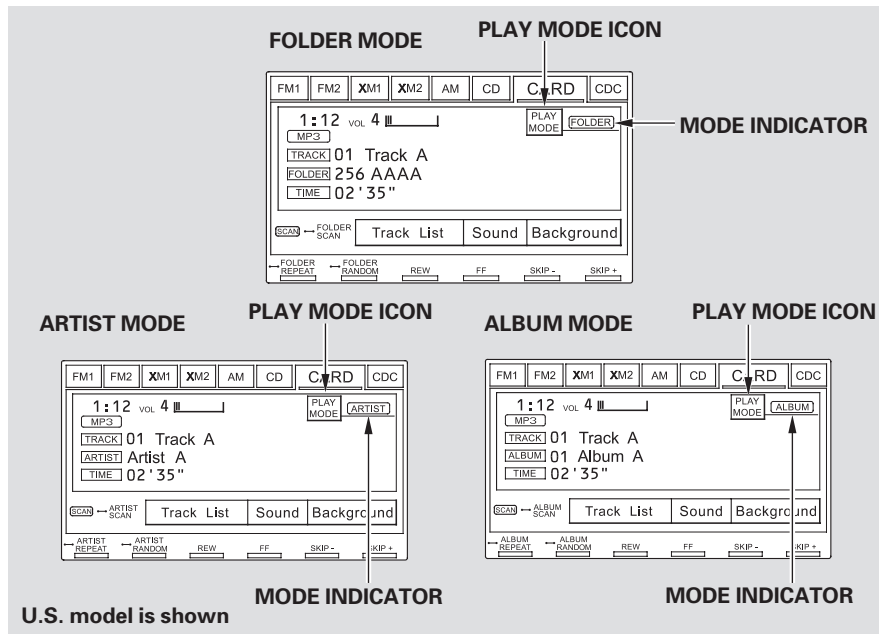 FOLDER MODE
PLAY MODE ICON
FM1 FM2 XM1 XM2 AM CD CARD CDC
1:12 VOL 4
PLAY MODE
FOLDER
MODE INDICATOR
MP3
TRACK 01 Track A
FOLDER 256 AAAA
TIME 02'35"
SCAN FOLDER SCAN Track List Sound Background
FOLDER REPEAT FOLDER RANDOM REW FF SKIP - SKIP +
ARTIST MODE
PLAY MODE ICON
FM1 FM2 XM1 XM2 AM CD CARD CDC
1:12 VOL 4
PLAY MODE
ARTIST
MP3
TRACK 01 Track A
ARTIST Artist A
TIME 02'35"
SCAN ARTIST SCAN Track List Sound Background
ARTIST REPEAT ARTIST RANDOM REW FF SKIP - SKIP +
MODE INDICATOR
ALBUM MODE
PLAY MODE ICON
FM1 FM2 XM1 XM2 AM CD CARD CDC
1:12 VOL 4
PLAY MODE
ALBUM
MP3
TRACK 01 Track A
ALBUM 01 Album A
TIME 02'35"
SCAN ALBUM SCAN Track List Sound Background
ALBUM REPEAT ALBUM RANDOM REW FF SKIP - SKIP +
MODE INDICATOR
U.S. model is shown